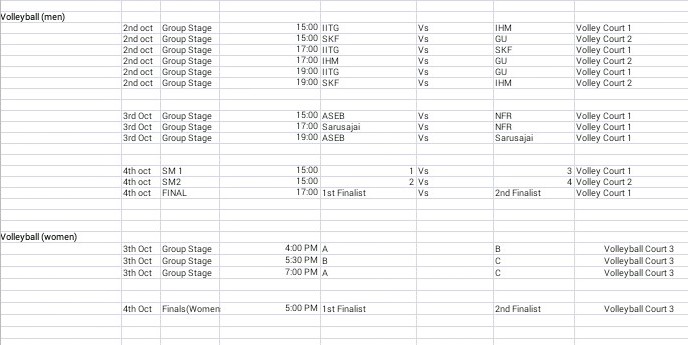 Volleyball (men)
2nd oct Group Stage 15:00 IITG Vs IHM Volley Court 1
2nd oct Group Stage 15:00 SKF Vs GU Volley Court 2
2nd oct Group Stage 17:00 IITG Vs SKF Volley Court 1
2nd oct Group Stage 17:00 IHM Vs GU Volley Court 2
2nd oct Group Stage 19:00 IITG Vs GU Volley Court 1
2nd oct Group Stage 19:00 SKF Vs IHM Volley Court 2
3rd Oct Group Stage 15:00 ASEB Vs NFR Volley Court 1
3rd Oct Group Stage 17:00 Sarusajai Vs NFR Volley Court 1
3rd Oct Group Stage 19:00 ASEB Vs Sarusajai Volley Court 1
4th oct SM 1 15:00 1 Vs 3 Volley Court 1
4th oct SM2 15:00 2 Vs 4 Volley Court 2
4th oct FINAL 17:00 1st Finalist Vs 2nd Finalist Volley Court 1
Volleyball (women)
3th Oct Group Stage 4:00 PM A B Volleyball Court 3
3th Oct Group Stage 5:30 PM B C Volleyball Court 3
3th Oct Group Stage 7:00 PM A C Volleyball Court 3
4th Oct Finals(Women 5:00 PM 1st Finalist 2nd Finalist Volleyball Court 3